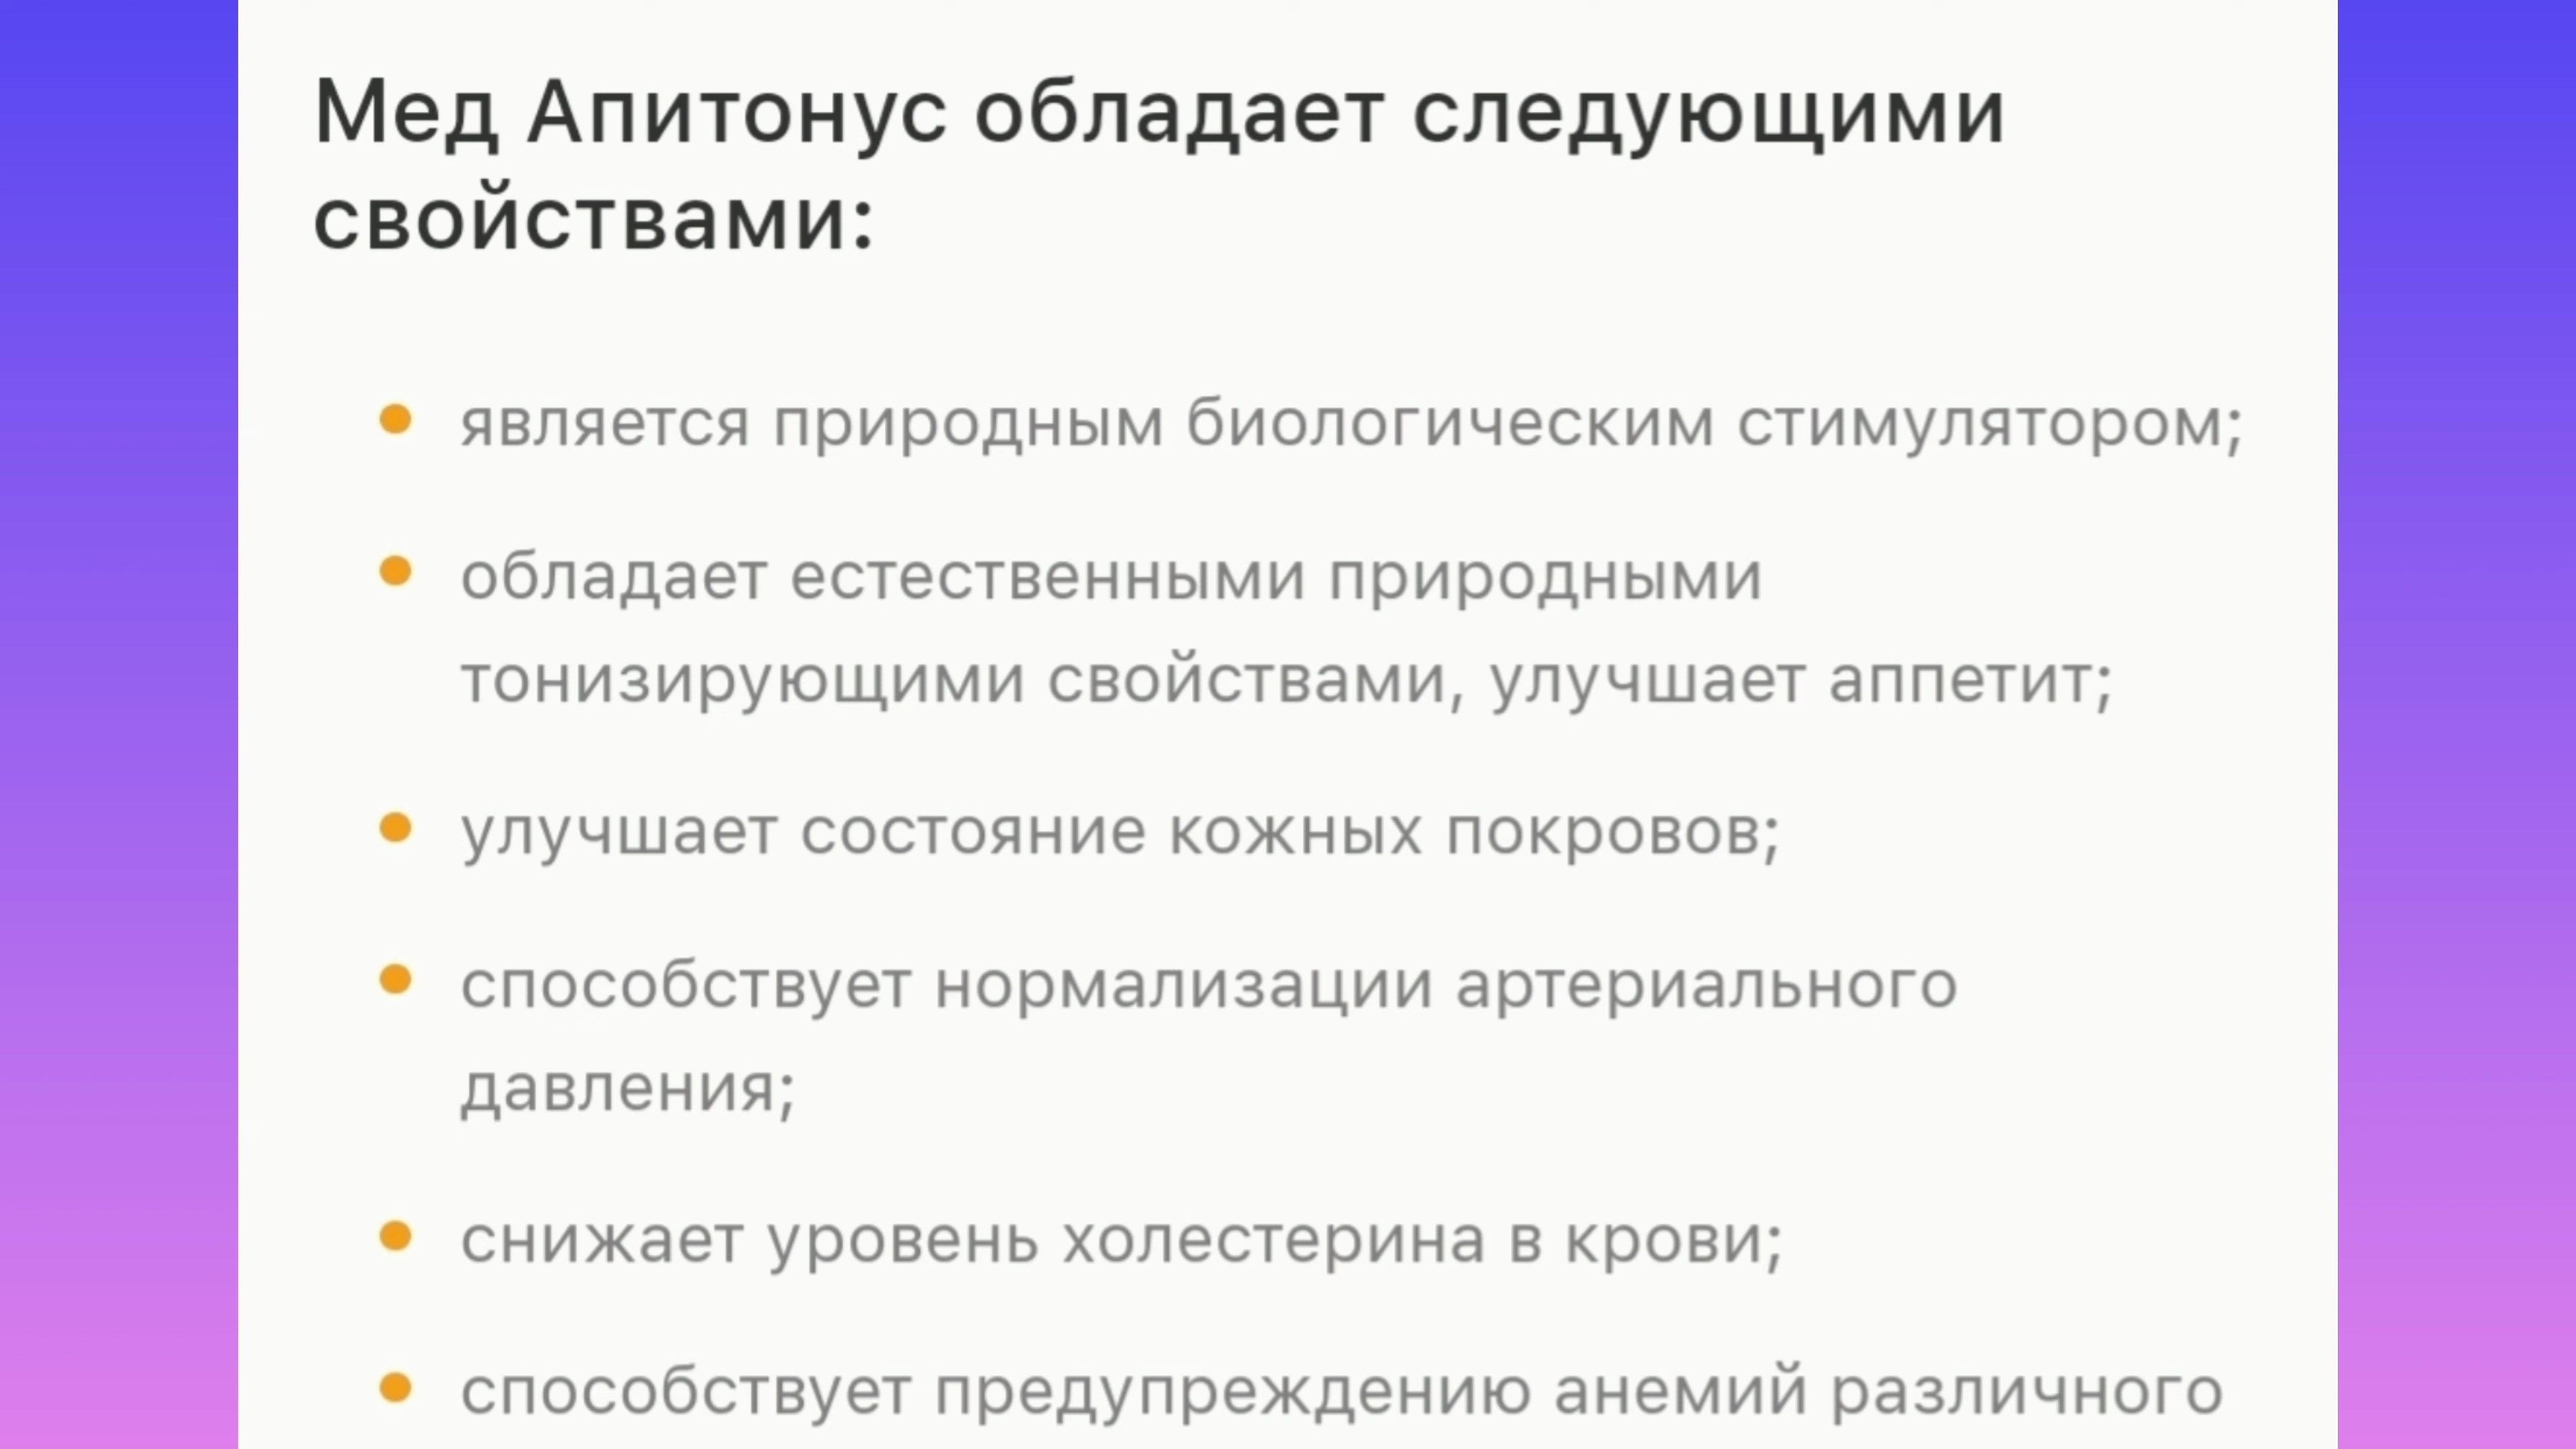 Мед Апитонус обладает следующими
свойствами:
является природным биологическим стимулятором;
обладает естественными природными
тонизирующими свойствами, улучшает аппетит;
улучшает состояние кожных покровов;
способствует нормализации артериального
давления;
снижает уровень холестерина в крови;
способствует предупреждению анемий различного